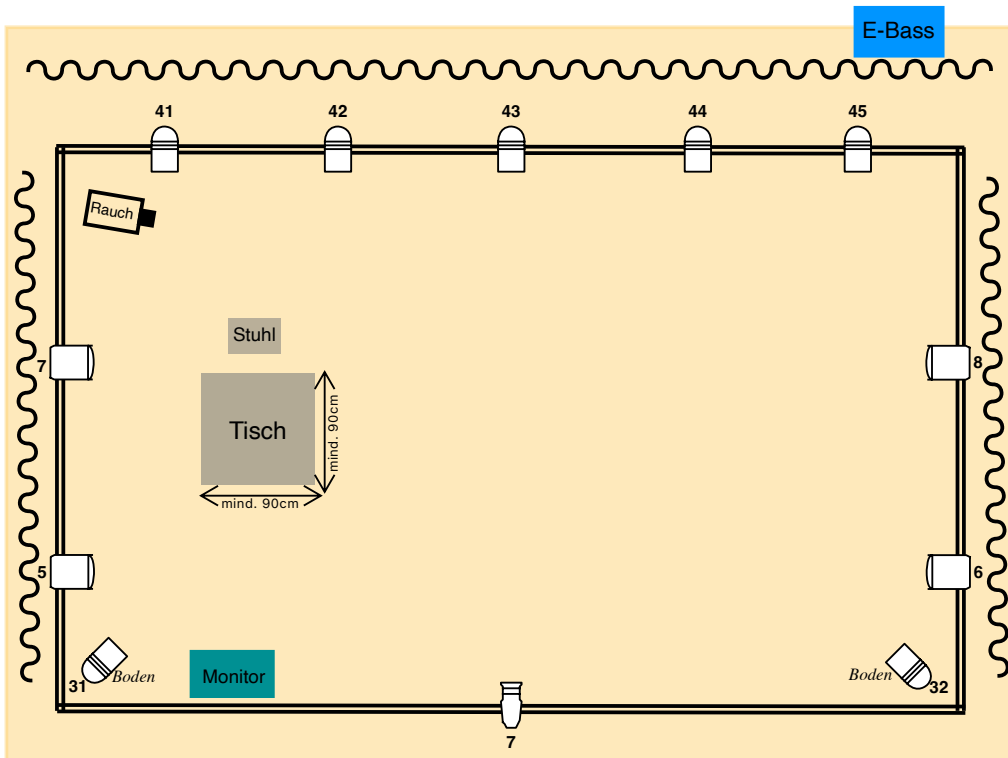 E-Bass
41
42
43
44
45
Rauch
Stuhl
7
8
Tisch
mind. 90cm
mind. 90cm
5
6
31
Boden
Monitor
Boden
32
7